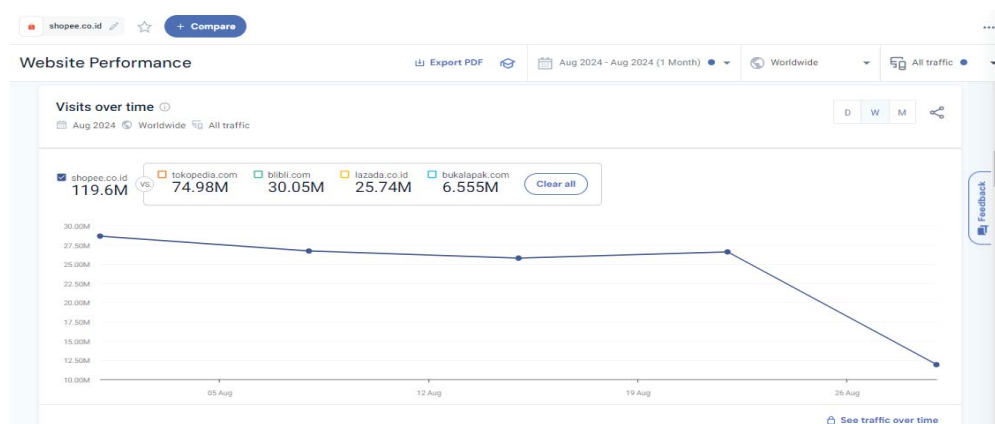 shopee.co.id + Compare
Website Performance Export PDF Aug 2024 - Aug 2024 (1 Month) Worldwide All traffic
Visits over time
D W M
Aug 2024 Worldwide All traffic
shopee.co.id VS. tokopedia.com blibli.com lazada.co.id bukalapak.com
119.6M 74.98M 30.05M 25.74M 6.555M Clear all
Feedback
30.00M
27.50M
25.00M
22.50M
20.00M
17.50M
15.00M
12.50M
10.00M
05 Aug 12 Aug 19 Aug 26 Aug
See traffic over time